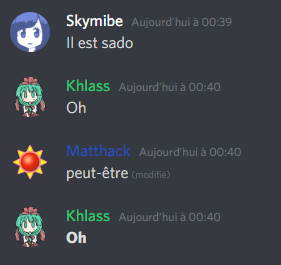 Skymibe Aujourd'hui à 00:39
Il est sado
Khlass Aujourd'hui à 00:40
Oh
Matthack Aujourd'hui à 00:40
peut-être (modifié)
Khlass Aujourd'hui à 00:40
Oh